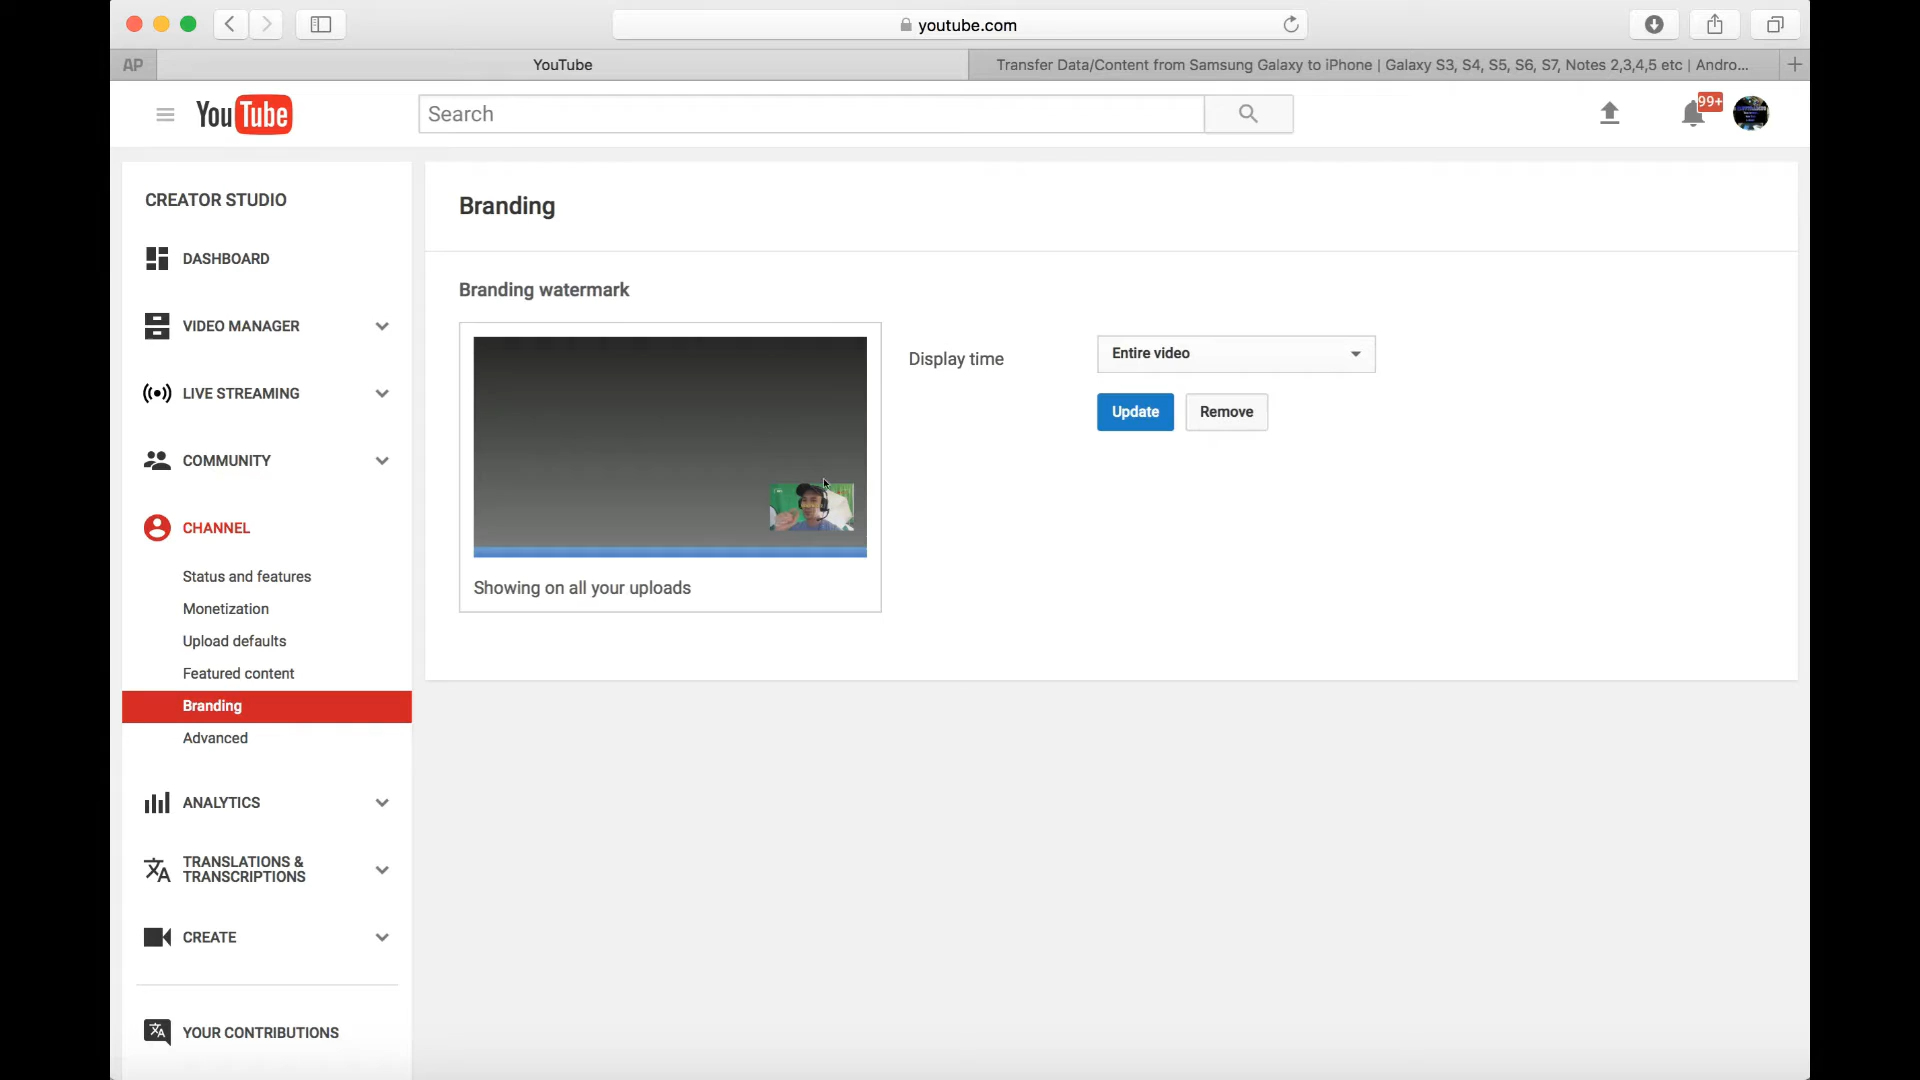 youtube.com
AP
YouTube
Transfer Data/Content from Samsung Galaxy to iPhone | Galaxy S3, S4, S5, S6, S7, Notes 2,3,4,5 etc | Andro...
YouTube
Search
99+
CREATOR STUDIO
DASHBOARD
VIDEO MANAGER
LIVE STREAMING
COMMUNITY
CHANNEL
Status and features
Monetization
Upload defaults
Featured content
Branding
Advanced
ANALYTICS
TRANSLATIONS &
TRANSCRIPTIONS
CREATE
YOUR CONTRIBUTIONS
Branding
Branding watermark
Showing on all your uploads
Display time
Entire video
Update
Remove